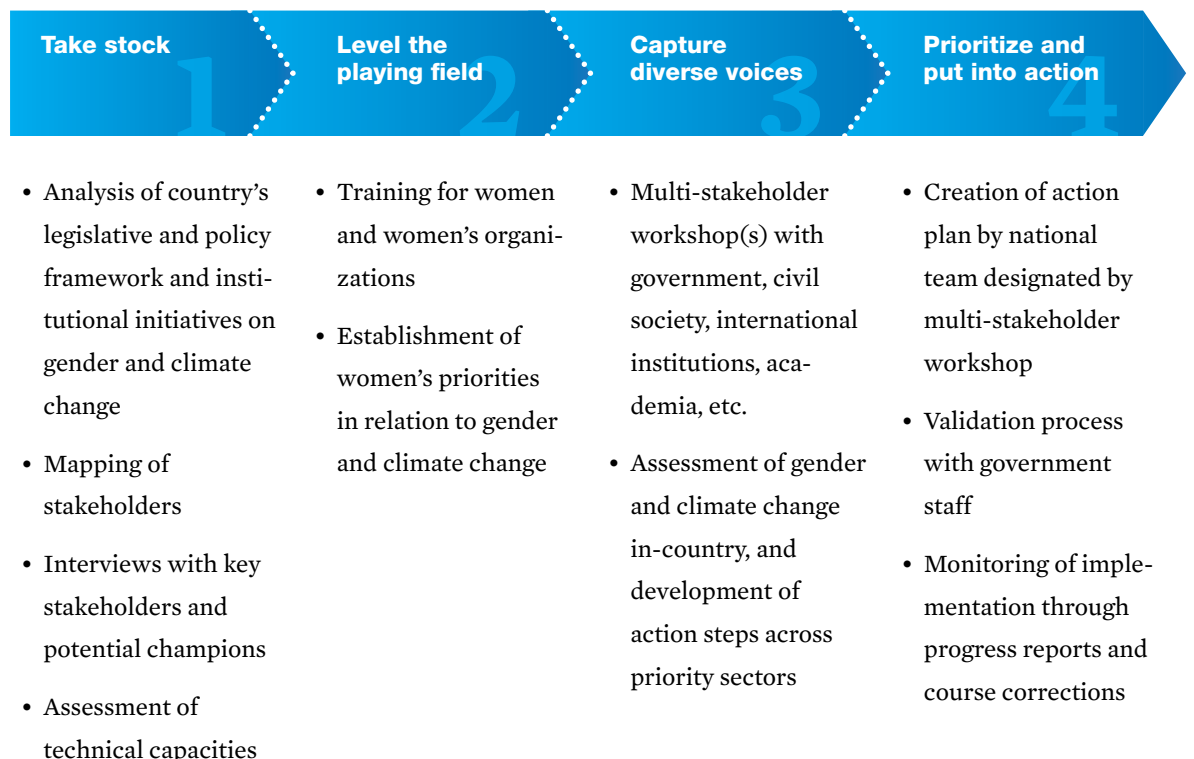 Take stock
1
Level the
playing field
2
Capture
diverse voices
3
Prioritize and
put into action
4
• Analysis of country’s
legislative and policy
framework and insti-
tutional initiatives on
gender and climate
change
• Mapping of
stakeholders
• Interviews with key
stakeholders and
potential champions
• Assessment of
technical capacities
• Training for women
and women’s organi-
zations
• Establishment of
women’s priorities
in relation to gender
and climate change
• Multi-stakeholder
workshop(s) with
government, civil
society, international
institutions, aca-
demia, etc.
• Assessment of gender
and climate change
in-country, and
development of
action steps across
priority sectors
• Creation of action
plan by national
team designated by
multi-stakeholder
workshop
• Validation process
with government
staff
• Monitoring of imple-
mentation through
progress reports and
course corrections